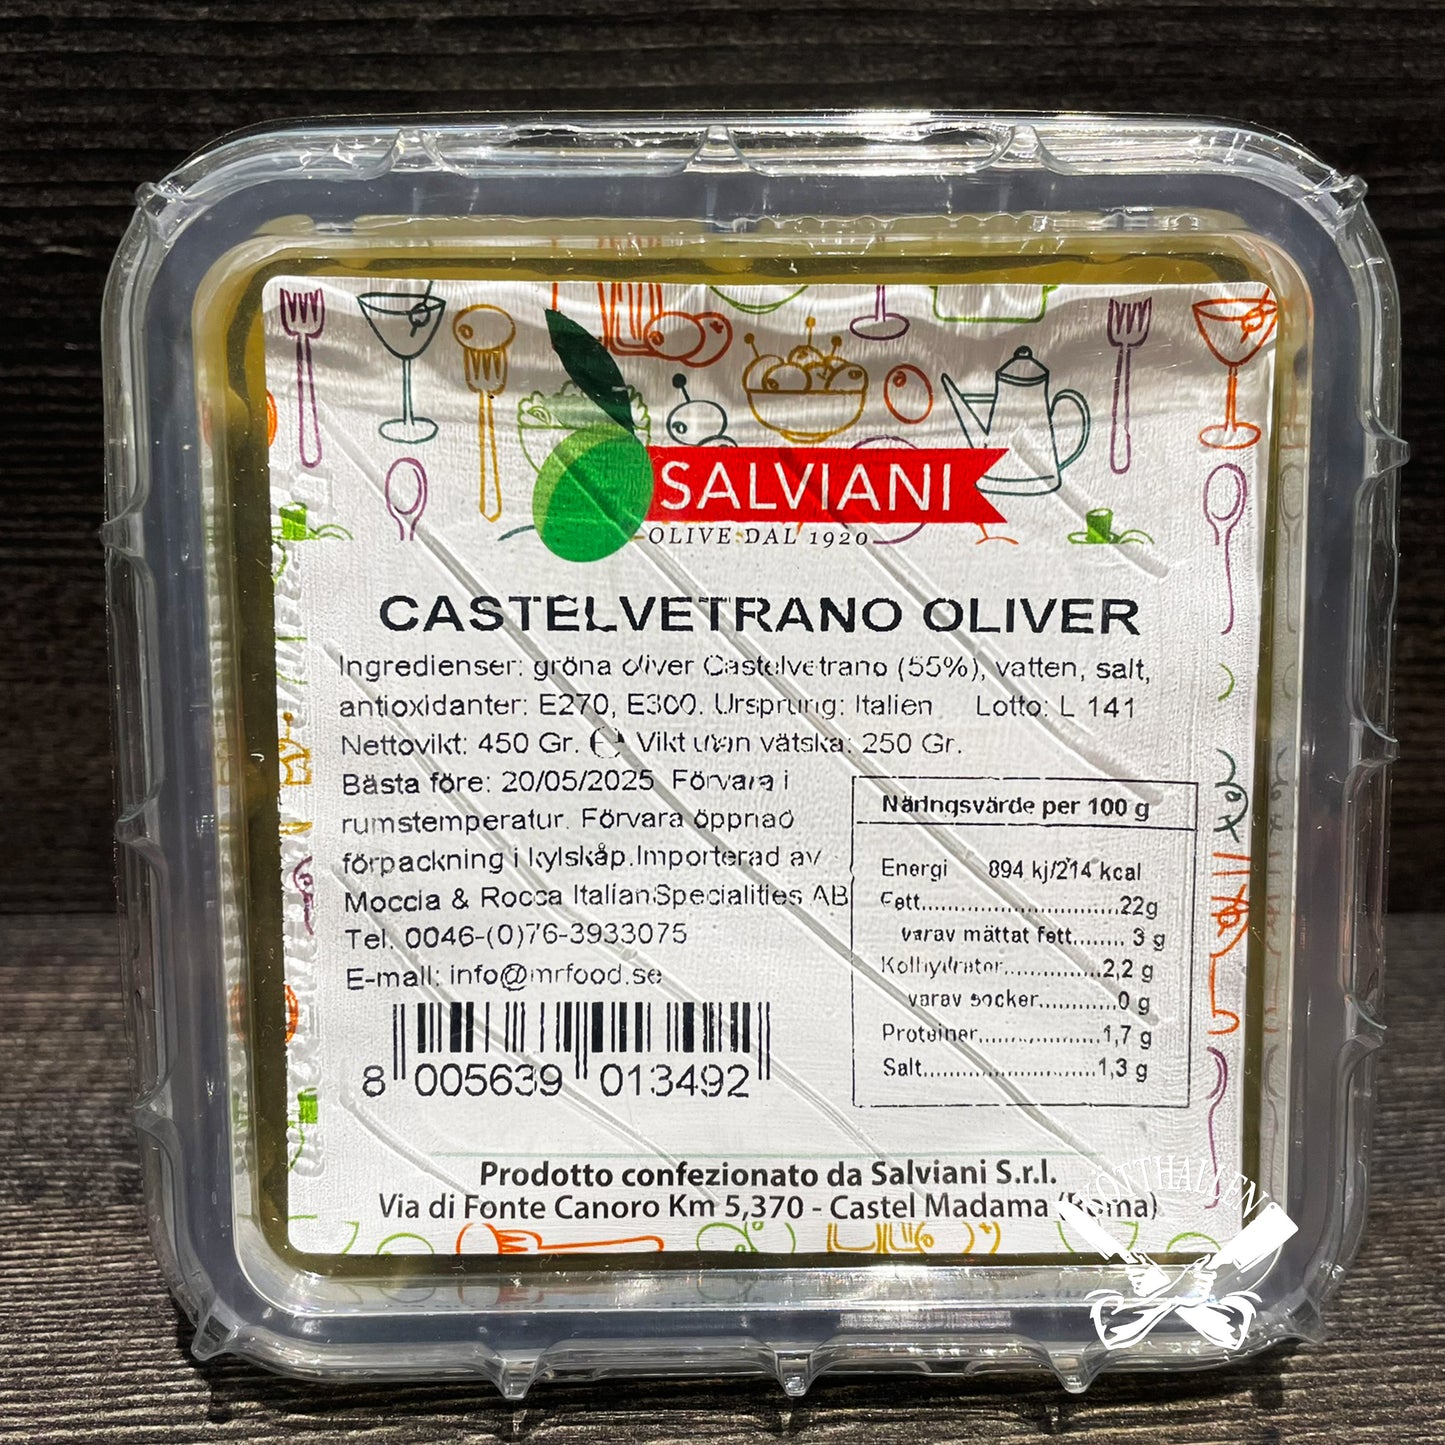 SALVIANI
OLIVE DAL 1920
CASTELVETRANO OLIVER
Ingredienser: gröna oliver Castelvetrano (55%), vatten, salt,
antioxidanter: E270, E300. Ursprung: Italien Lotto: L 141
Nettovikt: 450 Gr. e Vikt utan vätska: 250 Gr.
Bästa före: 20/05/2025 Förvara i
rumstemperatur. Förvara öppnad
förpackning i kylskåp.Importerad av
Moccia & Rocca ItalianSpecialities AB
Tel. 0046-(0)76-3933075
E-mail: info@mrfood.se
8 005639 013492
Näringsvärde per 100 g
Energi 894 kj/214 kcal
Fett.............................22g
varav mättat fett........ 3 g
Kolhydrater..............2,2 g
varav socker............0 g
Proteiner..................1,7 g
Salt.........................1,3 g
Prodotto confezionato da Salviani S.r.l.
Via di Fonte Canoro Km 5,370 - Castel Madama (Roma)
KÖTTHALLEN